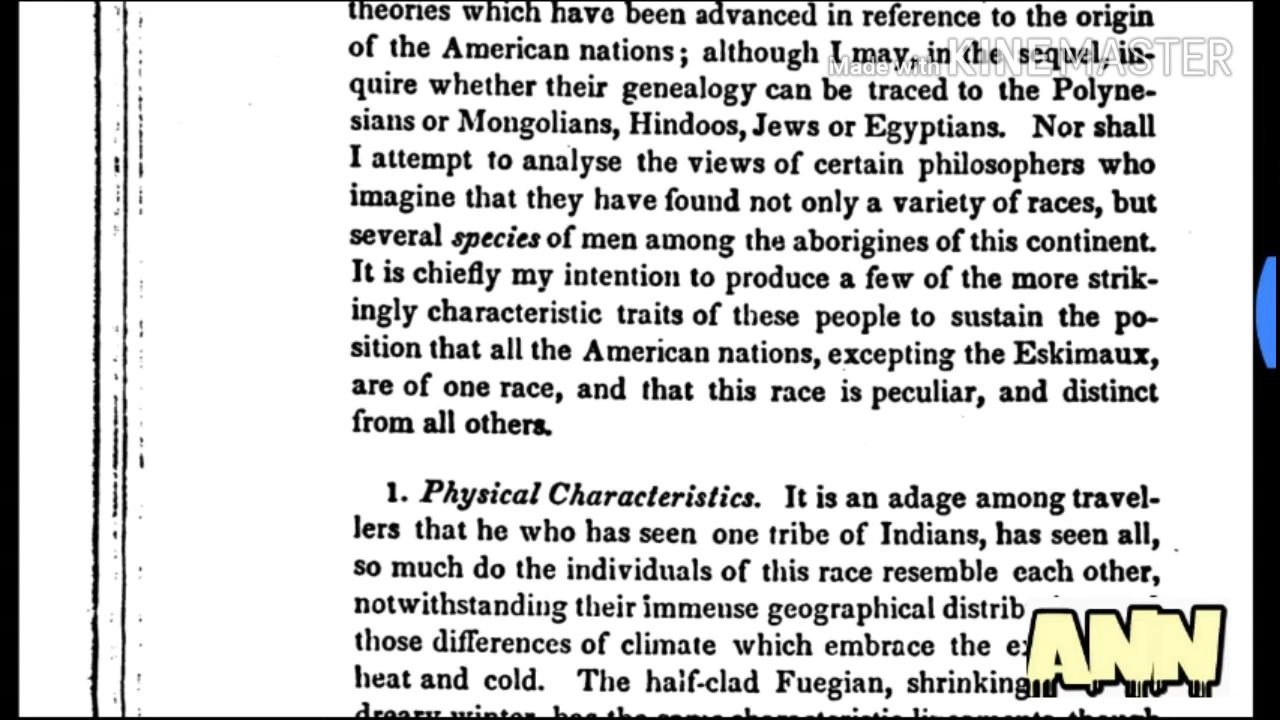 theories which have been advanced in reference to the origin
of the American nations; although I may, in the sequel, in-
quire whether their genealogy can be traced to the Polyne-
sians or Mongolians, Hindoos, Jews or Egyptians. Nor shall
I attempt to analyse the views of certain philosophers who
imagine that they have found not only a variety of races, but
several species of men among the aborigines of this continent.
It is chiefly my intention to produce a few of the more strik-
ingly characteristic traits of these people to sustain the po-
sition that all the American nations, excepting the Eskimaux,
are of one race, and that this race is peculiar, and distinct
from all others.
1. Physical Characteristics. It is an adage among travel-
lers that he who has seen one tribe of Indians, has seen all,
so much do the individuals of this race resemble each other,
notwithstanding their immense geographical distrib
those differences of climate which embrace the
heat and cold. The half-clad Fuegian, shrinking
Made with KINEMASTER
ANN